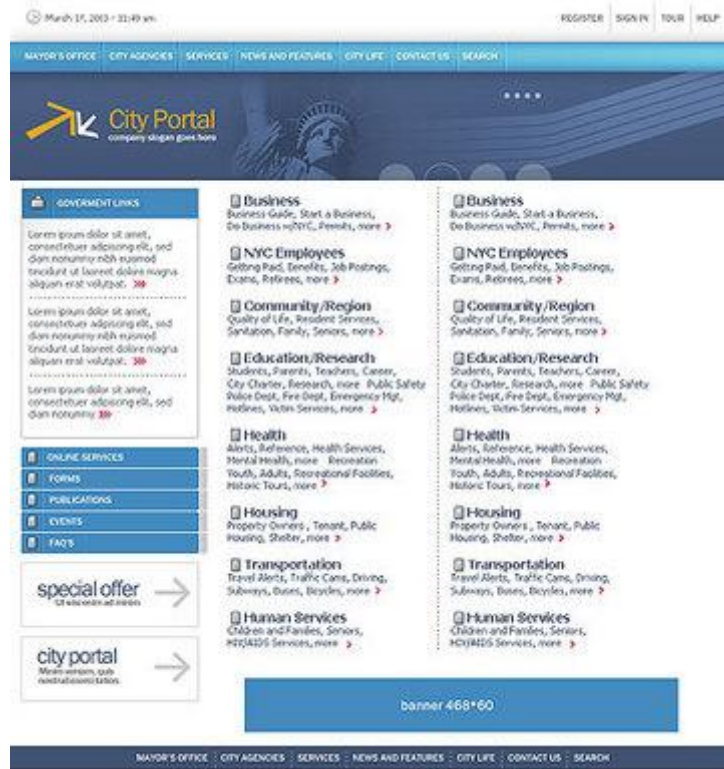 REGISTER SIGN IN TOUR HELP
MAYOR'S OFFICE CITY AGENCIES SERVICES NEWS AND FEATURES CITY LIFE CONTACT US SEARCH
City Portal
company slogan goes here
GOVERMENT LINKS
Lorem ipsum dolor sit amet,
consectetuer adipiscing elit, sed
diam nonummy nibh euismod
tincidunt ut laoreet dolore magna
aliquam erat volutpat.
Lorem ipsum dolor sit amet,
consectetuer adipiscing elit, sed
diam nonummy nibh euismod
tincidunt ut laoreet dolore magna
aliquam erat volutpat.
Lorem ipsum dolor sit amet,
consectetuer adipiscing elit, sed
diam nonummy
ONLINE SERVICES
FORMS
PUBLICATIONS
EVENTS
FAQ'S
special offer
city portal
Business
Business Guide, Start a Business,
Do Business w/NYC, Permits, more
NYC Employees
Getting Paid, Benefits, Job Postings,
Exams, Retirees, more
Community/Region
Quality of Life, Resident Services,
Sanitation, Family, Seniors, more
Education/Research
Students, Parents, Teachers, Career,
City Charter, Research, more Public Safety
Police Dept, Fire Dept, Emergency Mgt,
Hotlines, Victim Services, more
Health
Alerts, Reference, Health Services,
Mental Health, more Recreation
Youth, Adults, Recreational Facilities,
Historic Tours, more
Housing
Property Owners , Tenant, Public
Housing, Shelter, more
Transportation
Travel Alerts, Traffic Cams, Driving,
Subways, Buses, Bicycles, more
Human Services
Children and Families, Seniors,
HIV/AIDS Services, more
Business
Business Guide, Start a Business,
Do Business w/NYC, Permits, more
NYC Employees
Getting Paid, Benefits, Job Postings,
Exams, Retirees, more
Community/Region
Quality of Life, Resident Services,
Sanitation, Family, Seniors, more
Education/Research
Students, Parents, Teachers, Career,
City Charter, Research, more Public Safety
Police Dept, Fire Dept, Emergency Mgt,
Hotlines, Victim Services, more
Health
Alerts, Reference, Health Services,
Mental Health, more Recreation
Youth, Adults, Recreational Facilities,
Historic Tours, more
Housing
Property Owners , Tenant, Public
Housing, Shelter, more
Transportation
Travel Alerts, Traffic Cams, Driving,
Subways, Buses, Bicycles, more
Human Services
Children and Families, Seniors,
HIV/AIDS Services, more
banner 468*60
MAYOR'S OFFICE CITY AGENCIES SERVICES NEWS AND FEATURES CITY LIFE CONTACT US SEARCH